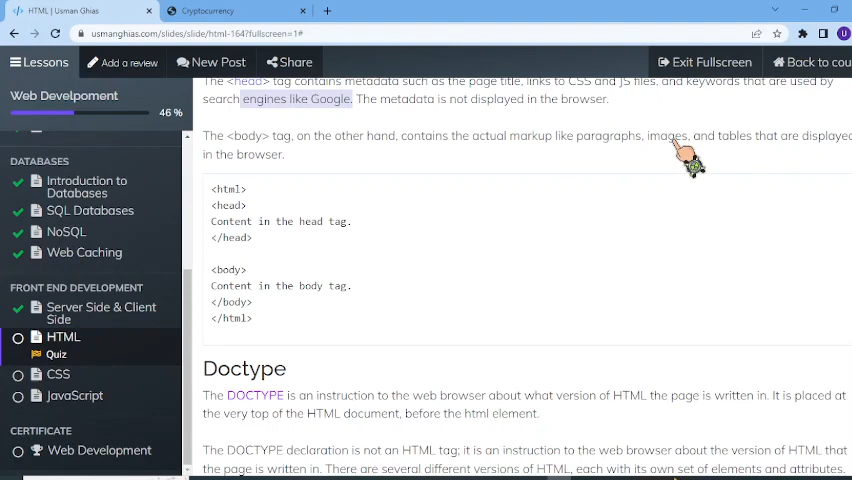 HTML | Usman Ghias
Cryptocurrency
usmanghias.com/slides/slide/html-164?fullscreen=1#
U
Lessons
Add a review
New Post
Share
Exit Fullscreen
Back to cou
Web Development
46 %
DATABASES
Introduction to
Databases
SQL Databases
NoSQL
Web Caching
FRONT END DEVELOPMENT
Server Side & Client
Side
HTML
Quiz
CSS
JavaScript
CERTIFICATE
Web Development
The <head> tag contains metadata such as the page title, links to CSS and JS files, and keywords that are used by
search engines like Google. The metadata is not displayed in the browser.
The <body> tag, on the other hand, contains the actual markup like paragraphs, images, and tables that are displayed
in the browser.
<html>
<head>
Content in the head tag.
</head>
<body>
Content in the body tag.
</body>
</html>
Doctype
The DOCTYPE is an instruction to the web browser about what version of HTML the page is written in. It is placed at
the very top of the HTML document, before the html element.
The DOCTYPE declaration is not an HTML tag; it is an instruction to the web browser about the version of HTML that
the page is written in. There are several different versions of HTML, each with its own set of elements and attributes.